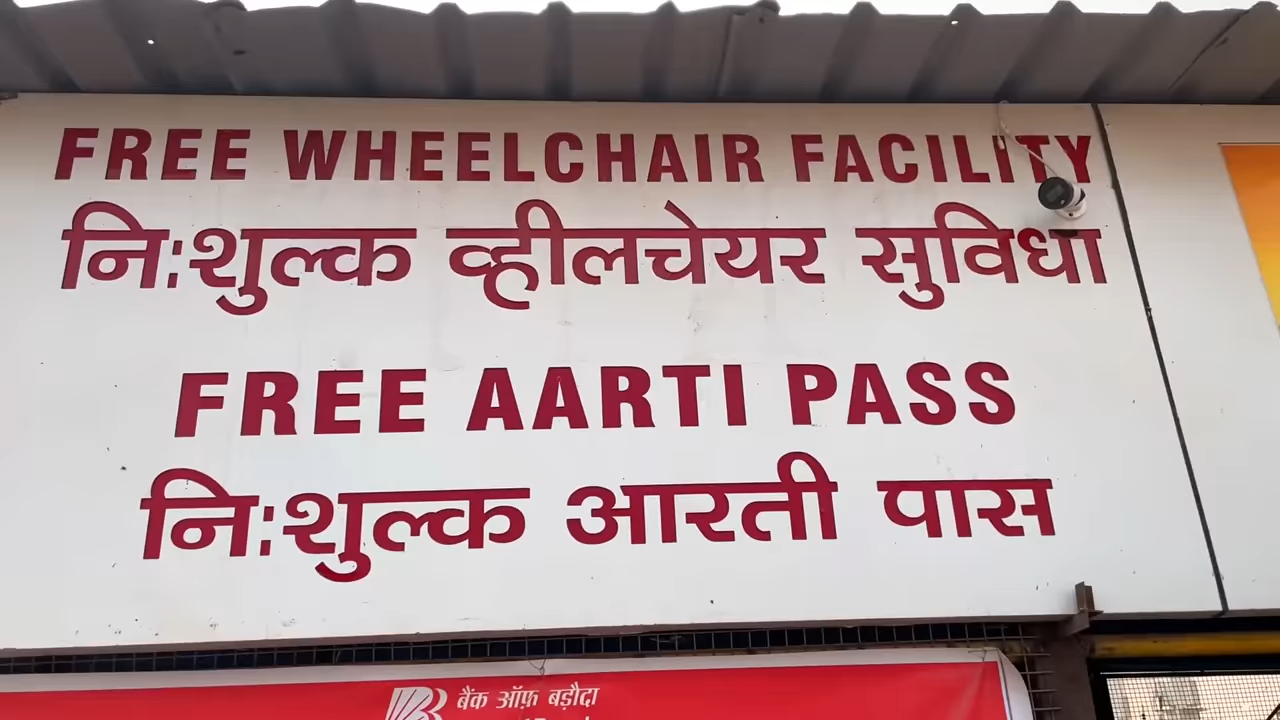 FREE WHEELCHAIR FACILITY
नि:शुल्क व्हीलचेयर सुविधा
FREE AARTI PASS
नि:शुल्क आरती पास
बैंक ऑफ़ बड़ौदा